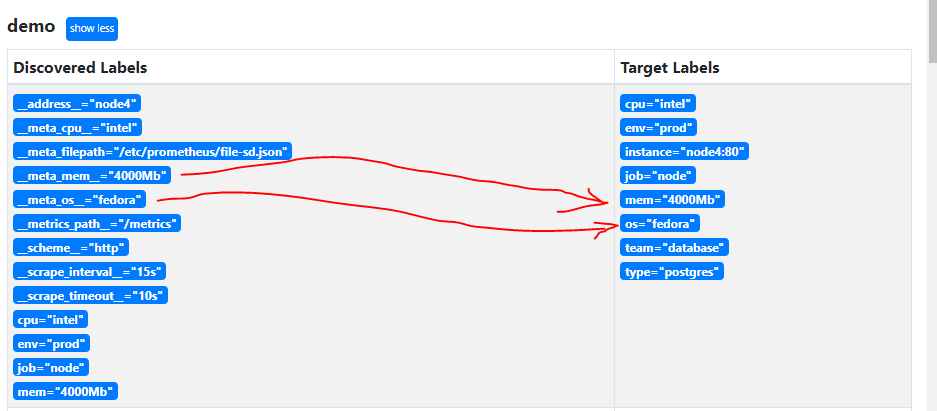 demo show less
Discovered Labels
Target Labels
__address__="node4"
__meta_cpu__="intel"
__meta_filepath="/etc/prometheus/file-sd.json"
__meta_mem__="4000Mb"
__meta_os__="fedora"
__metrics_path__="/metrics"
__scheme__="http"
__scrape_interval__="15s"
__scrape_timeout__="10s"
cpu="intel"
env="prod"
job="node"
mem="4000Mb"
cpu="intel"
env="prod"
instance="node4:80"
job="node"
mem="4000Mb"
os="fedora"
team="database"
type="postgres"